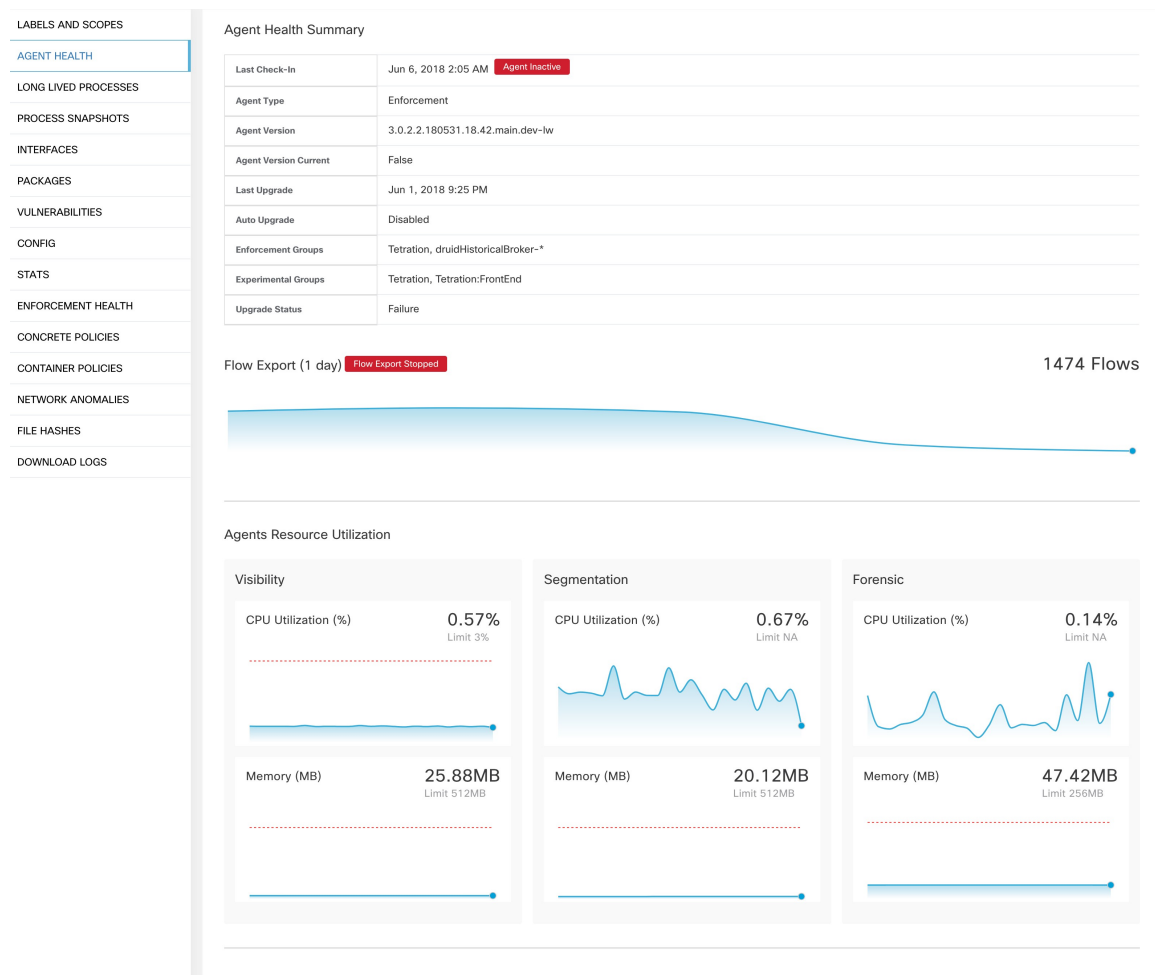 LABELS AND SCOPES
AGENT HEALTH
LONG LIVED PROCESSES
PROCESS SNAPSHOTS
INTERFACES
PACKAGES
VULNERABILITIES
CONFIG
STATS
ENFORCEMENT HEALTH
CONCRETE POLICIES
CONTAINER POLICIES
NETWORK ANOMALIES
FILE HASHES
DOWNLOAD LOGS
Agent Health Summary
Last Check-In Jun 6, 2018 2:05 AM Agent Inactive
Agent Type Enforcement
Agent Version 3.0.2.2.180531.18.42.main.dev-lw
Agent Version Current False
Last Upgrade Jun 1, 2018 9:25 PM
Auto Upgrade Disabled
Enforcement Groups Tetration, druidHistoricalBroker-*
Experimental Groups Tetration, Tetration:FrontEnd
Upgrade Status Failure
Flow Export (1 day) Flow Export Stopped 1474 Flows
Agents Resource Utilization
Visibility
CPU Utilization (%) 0.57%
Limit 3%
Memory (MB) 25.88MB
Limit 512MB
Segmentation
CPU Utilization (%) 0.67%
Limit NA
Memory (MB) 20.12MB
Limit 512MB
Forensic
CPU Utilization (%) 0.14%
Limit NA
Memory (MB) 47.42MB
Limit 256MB